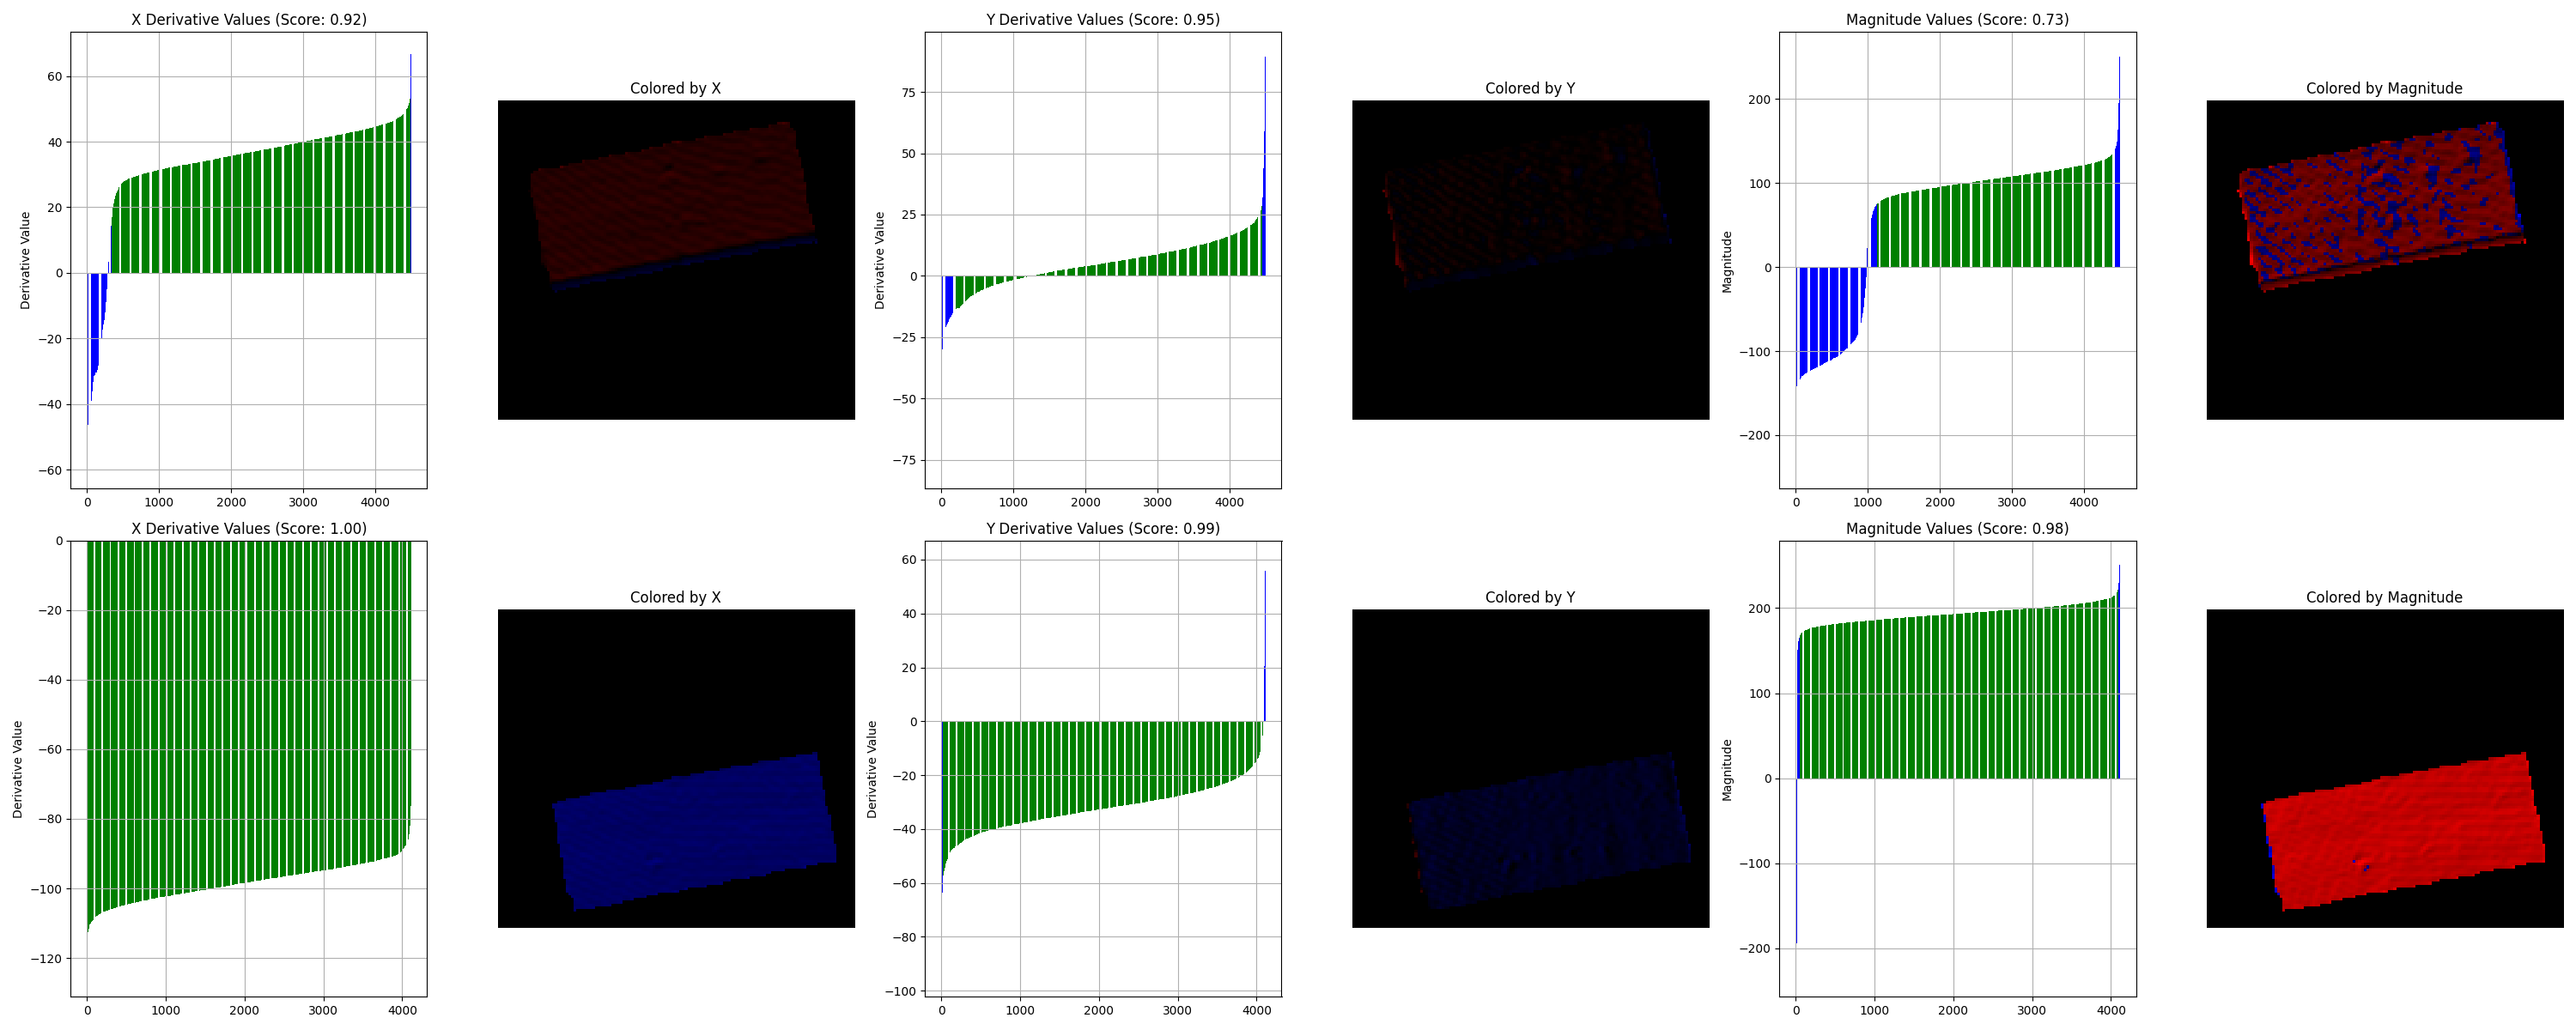 X Derivative Values (Score: 0.92)
Derivative Value
60
40
20
0
−20
−40
−60
0 1000 2000 3000 4000
Colored by X
Y Derivative Values (Score: 0.95)
Derivative Value
75
50
25
0
−25
−50
−75
0 1000 2000 3000 4000
Colored by Y
Magnitude Values (Score: 0.73)
Magnitude
200
100
0
−100
−200
0 1000 2000 3000 4000
Colored by Magnitude
X Derivative Values (Score: 1.00)
Derivative Value
0
−20
−40
−60
−80
−100
−120
0 1000 2000 3000 4000
Colored by X
Y Derivative Values (Score: 0.99)
Derivative Value
60
40
20
0
−20
−40
−60
−80
−100
0 1000 2000 3000 4000
Colored by Y
Magnitude Values (Score: 0.98)
Magnitude
200
100
0
−100
−200
0 1000 2000 3000 4000
Colored by Magnitude